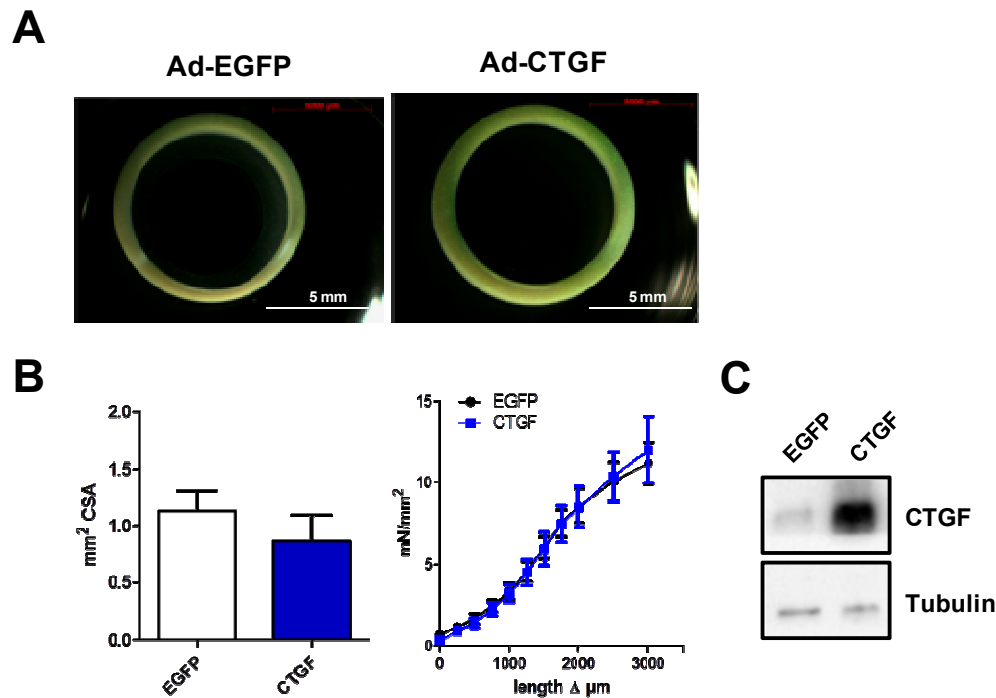 A
Ad-EGFP
Ad-CTGF
5 mm
5 mm
B
2.0
1.5
1.0
0.5
0.0
mm² CSA
EGFP
CTGF
15
10
5
0
mN/mm²
EGFP
CTGF
0
1000
2000
3000
length Δ µm
C
EGFP
CTGF
CTGF
Tubulin